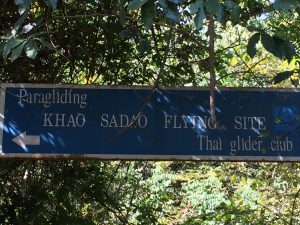 Paragliding
KHAO SADAO FLYING SITE
Thai glider club